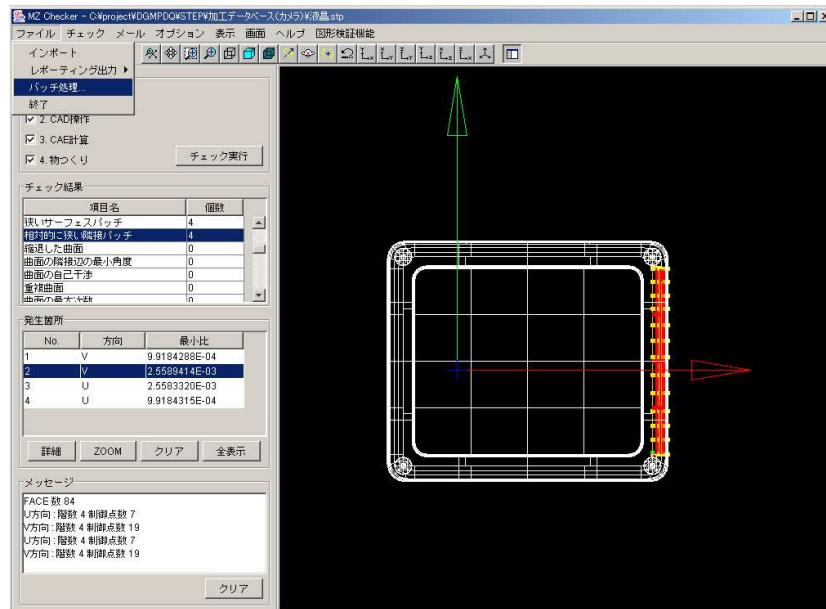 MZ Checker - C:¥project¥DGMPDQ¥STEP¥加工データベース(カメラ)¥液晶.stp
ファイル チェック メール オプション 表示 画面 ヘルプ 図形検証機能
インポート
レポーティング出力
バッチ処理...
終了
2. CAD操作
3. CAE計算
4. 物つくり
チェック実行
チェック結果
項目名 個数
狭いサーフェスパッチ 4
相対的に狭い隣接パッチ 4
縮退した曲面 0
曲面の隣接辺の最小角度 0
曲面の自己干渉 0
重複曲面 0
曲面の最大次数 0
発生箇所
No. 方向 最小比
1 V 9.9184288E-04
2 V 2.5589414E-03
3 U 2.5583320E-03
4 U 9.9184315E-04
詳細 ZOOM クリア 全表示
メッセージ
FACE数 84
U方向 : 階数 4 制御点数 7
V方向 : 階数 4 制御点数 19
U方向 : 階数 4 制御点数 7
V方向 : 階数 4 制御点数 19
クリア